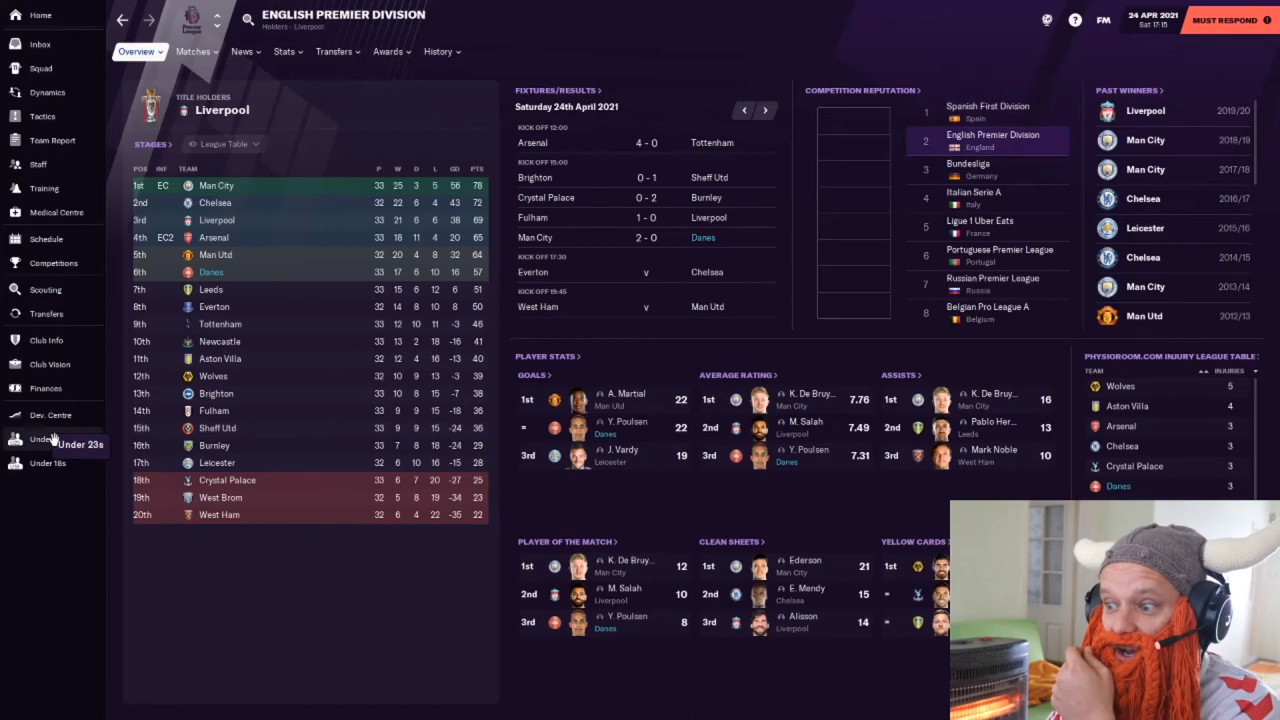 Home
Inbox
Squad
Dynamics
Tactics
Team Report
Staff
Training
Medical Centre
Schedule
Competitions
Scouting
Transfers
Club Info
Club Vision
Finances
Dev. Centre
Under
Under 23s
Under 18s
ENGLISH PREMIER DIVISION
Holders - Liverpool
FM
24 APR 2021
Sat 17:15
MUST RESPOND
Overview
Matches
News
Stats
Transfers
Awards
History
TITLE HOLDERS
Liverpool
STAGES > League Table
POS INF TEAM P W D L GD PTS
1st EC Man City 33 25 3 5 56 78
2nd Chelsea 32 22 6 4 43 72
3rd Liverpool 33 21 6 6 38 69
4th EC2 Arsenal 33 18 11 4 20 65
5th Man Utd 32 20 4 8 32 64
6th Danes 33 17 6 10 16 57
7th Leeds 33 15 6 12 6 51
8th Everton 32 14 8 10 8 50
9th Tottenham 33 12 10 11 -3 46
10th Newcastle 33 13 2 18 -16 41
11th Aston Villa 32 12 4 16 -13 40
12th Wolves 32 10 9 13 -3 39
13th Brighton 33 10 8 15 -7 38
14th Fulham 33 9 9 15 -18 36
15th Sheff Utd 33 9 9 15 -24 36
16th Burnley 33 7 8 18 -24 29
17th Leicester 32 6 10 16 -15 28
18th Crystal Palace 33 6 7 20 -27 25
19th West Brom 32 5 8 19 -34 23
20th West Ham 32 6 4 22 -35 22
FIXTURES/RESULTS >
Saturday 24th April 2021
KICK OFF 12:00
Arsenal 4 - 0 Tottenham
KICK OFF 15:00
Brighton 0 - 1 Sheff Utd
Crystal Palace 0 - 2 Burnley
Fulham 1 - 0 Liverpool
Man City 2 - 0 Danes
KICK OFF 17:30
Everton v Chelsea
KICK OFF 19:45
West Ham v Man Utd
COMPETITION REPUTATION >
1 Spanish First Division
Spain
2 English Premier Division
England
3 Bundesliga
Germany
4 Italian Serie A
Italy
5 Ligue 1 Uber Eats
France
6 Portuguese Premier League
Portugal
7 Russian Premier League
Russia
8 Belgian Pro League A
Belgium
PAST WINNERS >
Liverpool 2019/20
Man City 2018/19
Man City 2017/18
Chelsea 2016/17
Leicester 2015/16
Chelsea 2014/15
Man City 2013/14
Man Utd 2012/13
PLAYER STATS >
GOALS >
1st A. Martial 22
Man Utd
= Y. Poulsen 22
Danes
3rd J. Vardy 19
Leicester
AVERAGE RATING >
1st K. De Bruy... 7.76
Man City
2nd M. Salah 7.49
Liverpool
3rd Y. Poulsen 7.31
Danes
ASSISTS >
1st K. De Bruy... 16
Man City
2nd Pablo Her... 13
Leeds
3rd Mark Noble 10
West Ham
PHYSIOROOM.COM INJURY LEAGUE TABLE
TEAM INJURIES
Wolves 5
Aston Villa 4
Arsenal 3
Chelsea 3
Crystal Palace 3
Danes 3
PLAYER OF THE MATCH >
1st K. De Bruy... 12
Man City
2nd M. Salah 10
Liverpool
3rd Y. Poulsen 8
Danes
CLEAN SHEETS >
1st Ederson 21
Man City
2nd E. Mendy 15
Chelsea
3rd Alisson 14
Liverpool
YELLOW CARDS
1st
=
=